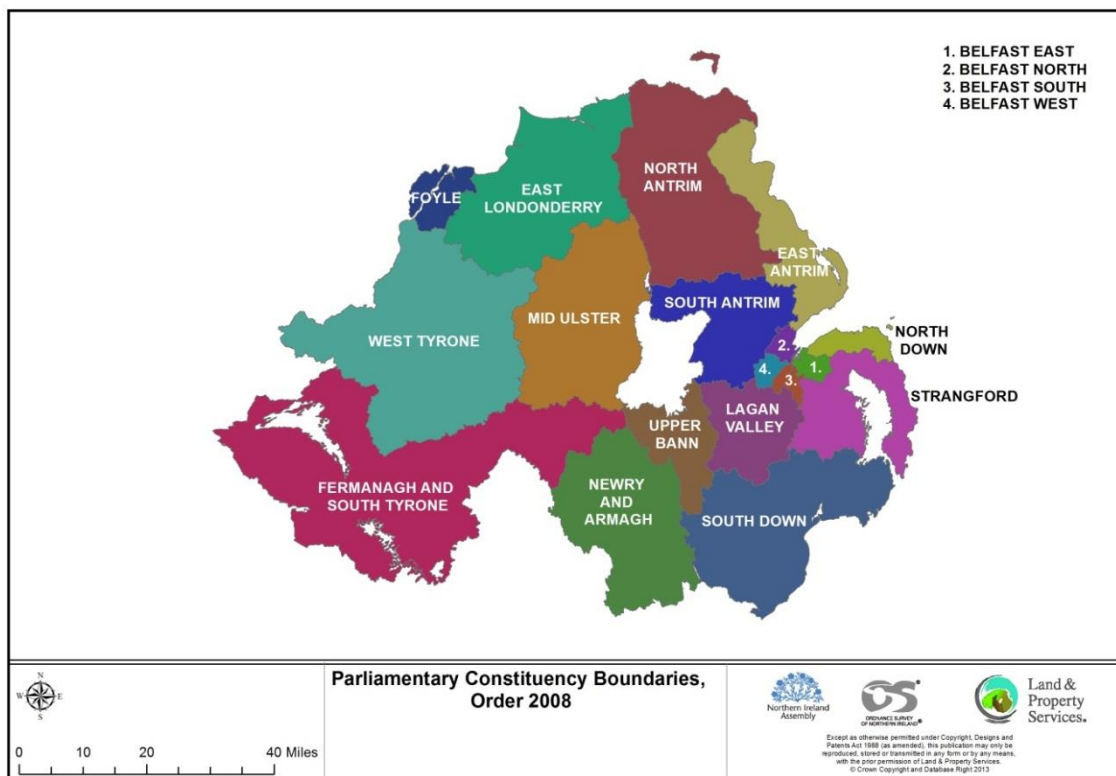 1. BELFAST EAST
2. BELFAST NORTH
3. BELFAST SOUTH
4. BELFAST WEST
NORTH
ANTRIM
FOYLE
EAST
LONDONDERRY
EAST
ANTRIM
SOUTH ANTRIM
MID ULSTER
WEST TYRONE
NORTH
DOWN
2.
4.
3.
1.
STRANGFORD
LAGAN
VALLEY
UPPER
BANN
FERMANAGH AND
SOUTH TYRONE
NEWRY
AND
ARMAGH
SOUTH DOWN
N
W E
S
0 10 20 40 Miles
Parliamentary Constituency Boundaries,
Order 2008
Northern Ireland
Assembly
OS®
ORDNANCE SURVEY
OF NORTHERN IRELAND®
Land &
Property
Services.
Except as otherwise permitted under Copyright, Designs and
Patents Act 1988 (as amended), this publication may only be
reproduced, stored or transmitted in any form or by any means,
with the prior permission of Land & Property Services.
© Crown Copyright and Database Right 2013